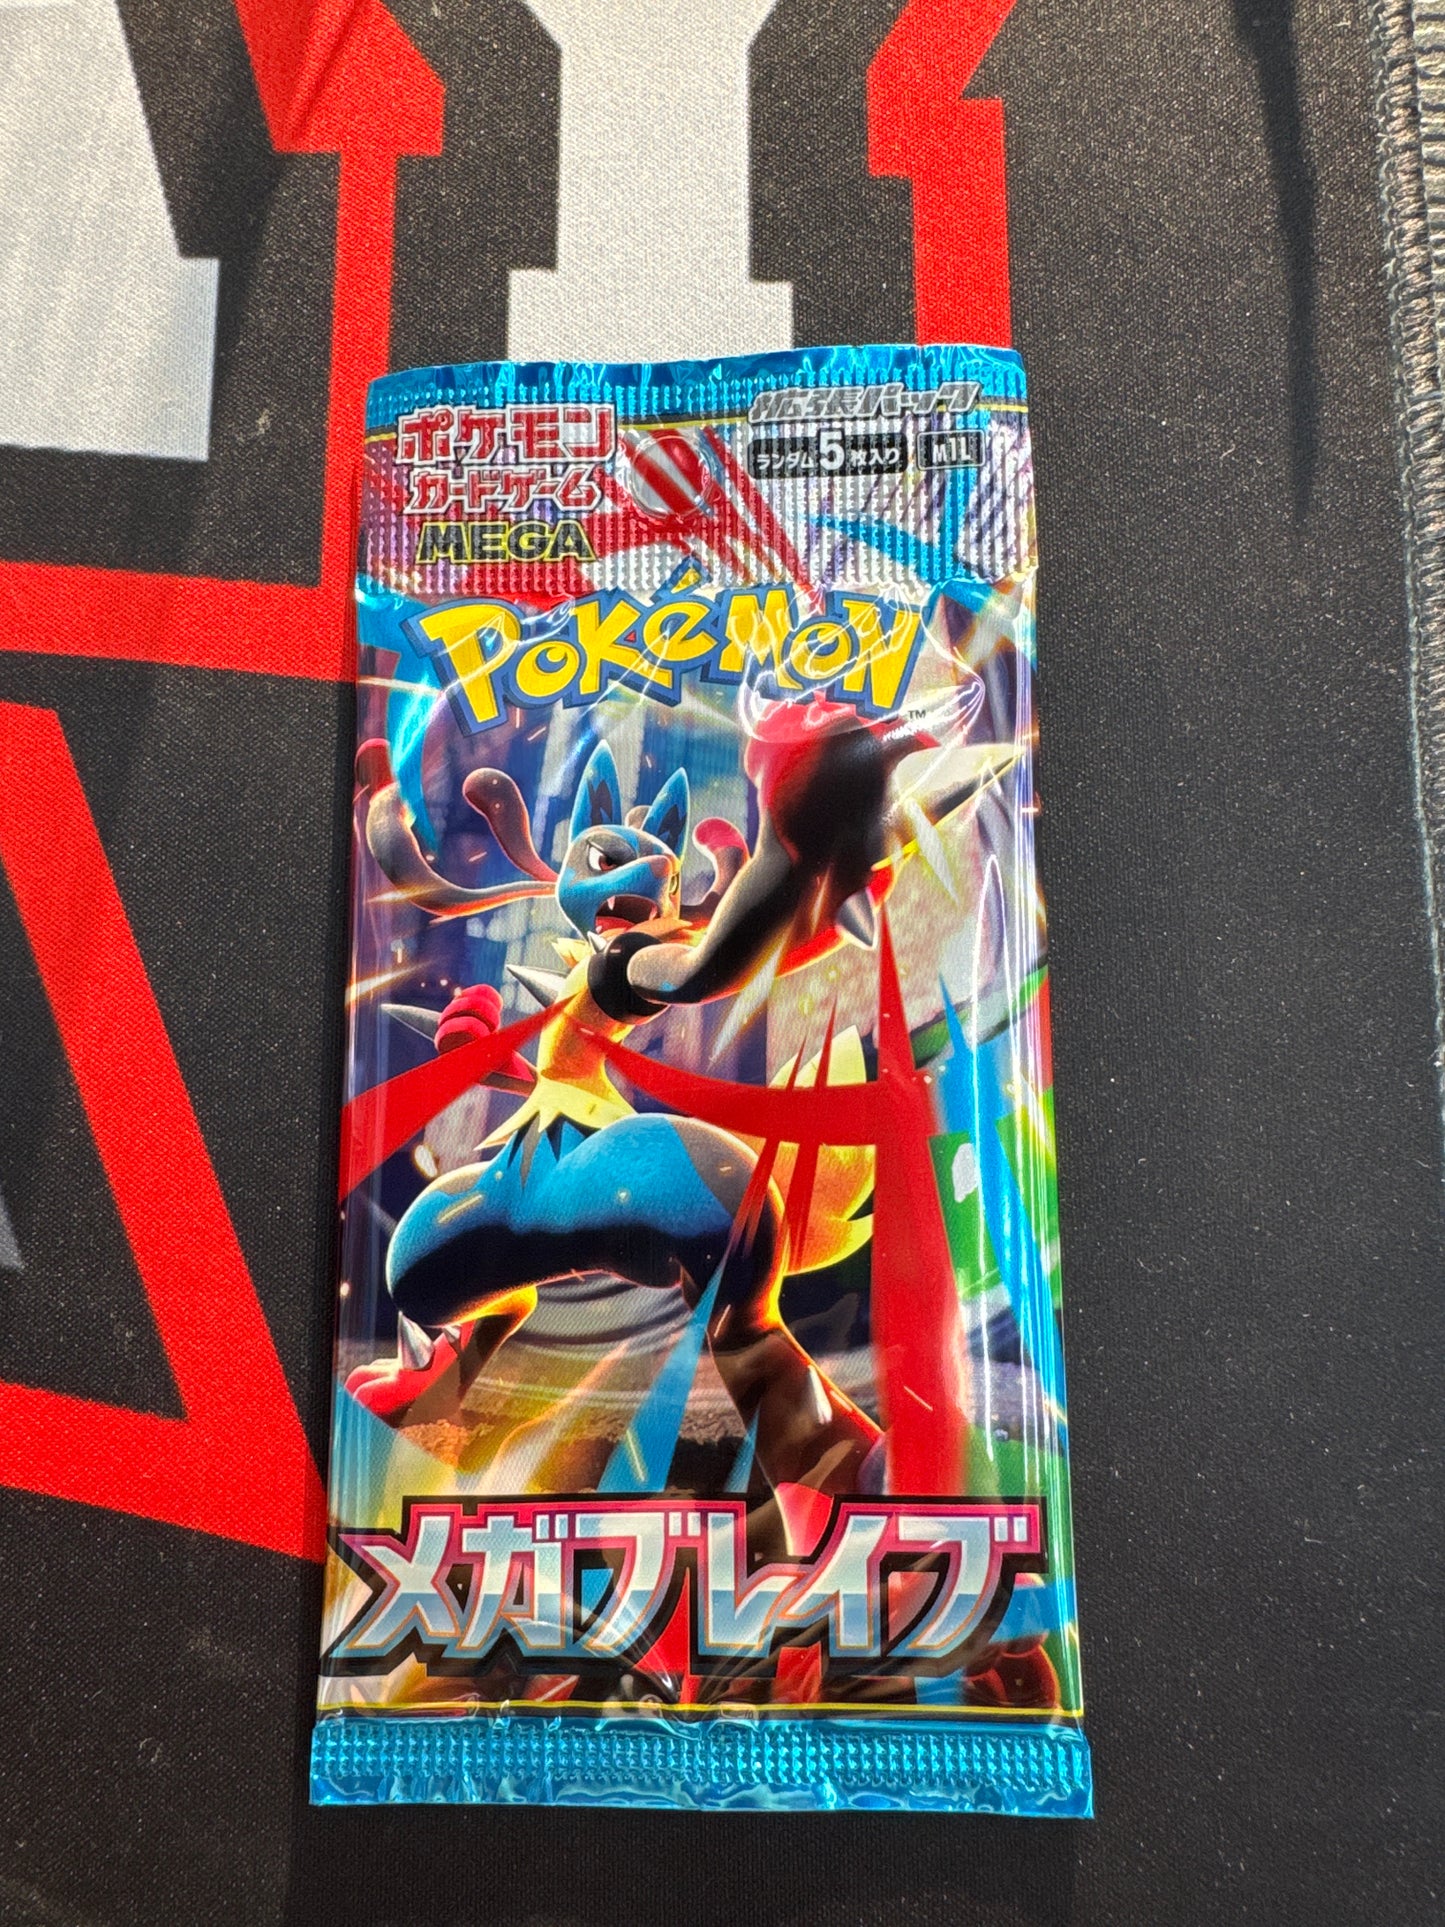 ポケモン
カードゲーム
MEGA
拡張パック
ランダム5枚入り M1L
POKéMON
TM
メガブレイブ